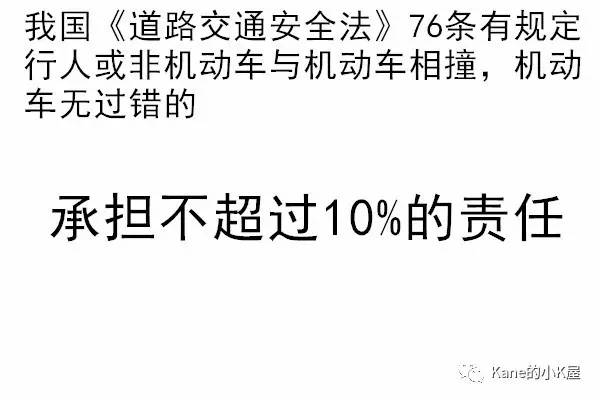 我国《道路交通安全法》76条有规定
行人或非机动车与机动车相撞，机动
车无过错的
承担不超过10%的责任
Kane的小K屋